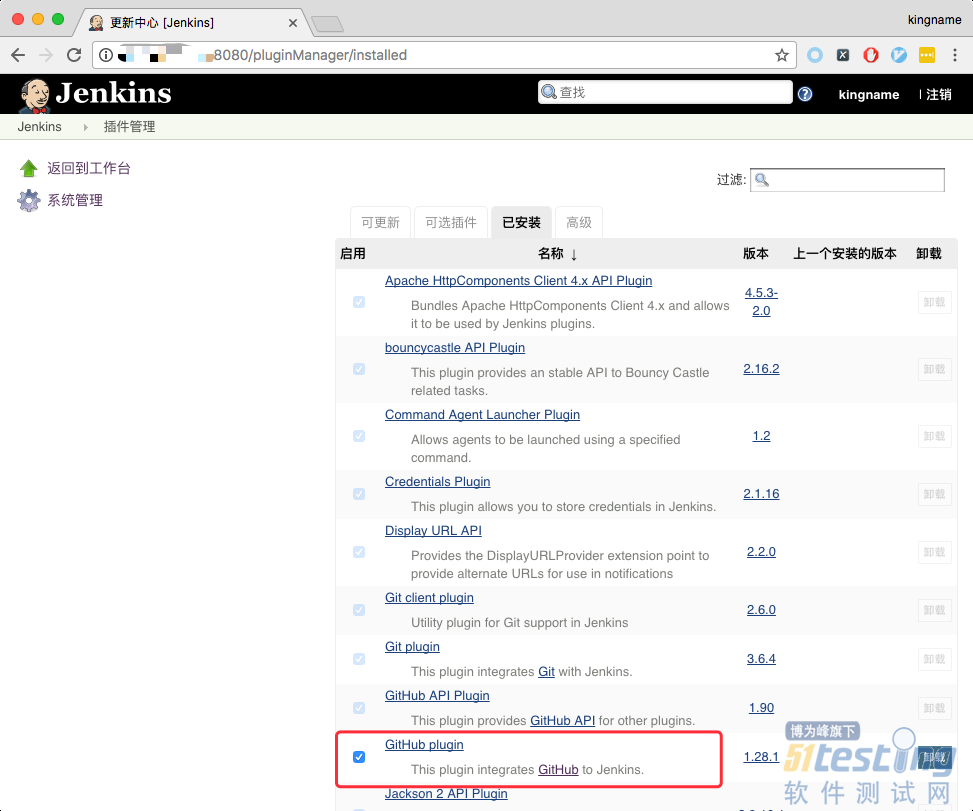 更新中心 [Jenkins]
kingname
8080/pluginManager/installed
Jenkins
查找
kingname
注销
Jenkins
插件管理
返回到工作台
系统管理
过滤:
可更新
可选插件
已安装
高级
启用 名称 ↓ 版本 上一个安装的版本 卸载
Apache HttpComponents Client 4.x API Plugin
Bundles Apache HttpComponents Client 4.x and allows
it to be used by Jenkins plugins.
4.5.3-
2.0
卸载
bouncycastle API Plugin
This plugin provides an stable API to Bouncy Castle
related tasks.
2.16.2
卸载
Command Agent Launcher Plugin
Allows agents to be launched using a specified
command.
1.2
卸载
Credentials Plugin
This plugin allows you to store credentials in Jenkins.
2.1.16
卸载
Display URL API
Provides the DisplayURLProvider extension point to
provide alternate URLs for use in notifications
2.2.0
卸载
Git client plugin
Utility plugin for Git support in Jenkins
2.6.0
卸载
Git plugin
This plugin integrates Git with Jenkins.
3.6.4
卸载
GitHub API Plugin
This plugin provides GitHub API for other plugins.
1.90
卸载
GitHub plugin
This plugin integrates GitHub to Jenkins.
1.28.1
卸载
Jackson 2 API Plugin
博为峰旗下
51testing
软件测试网